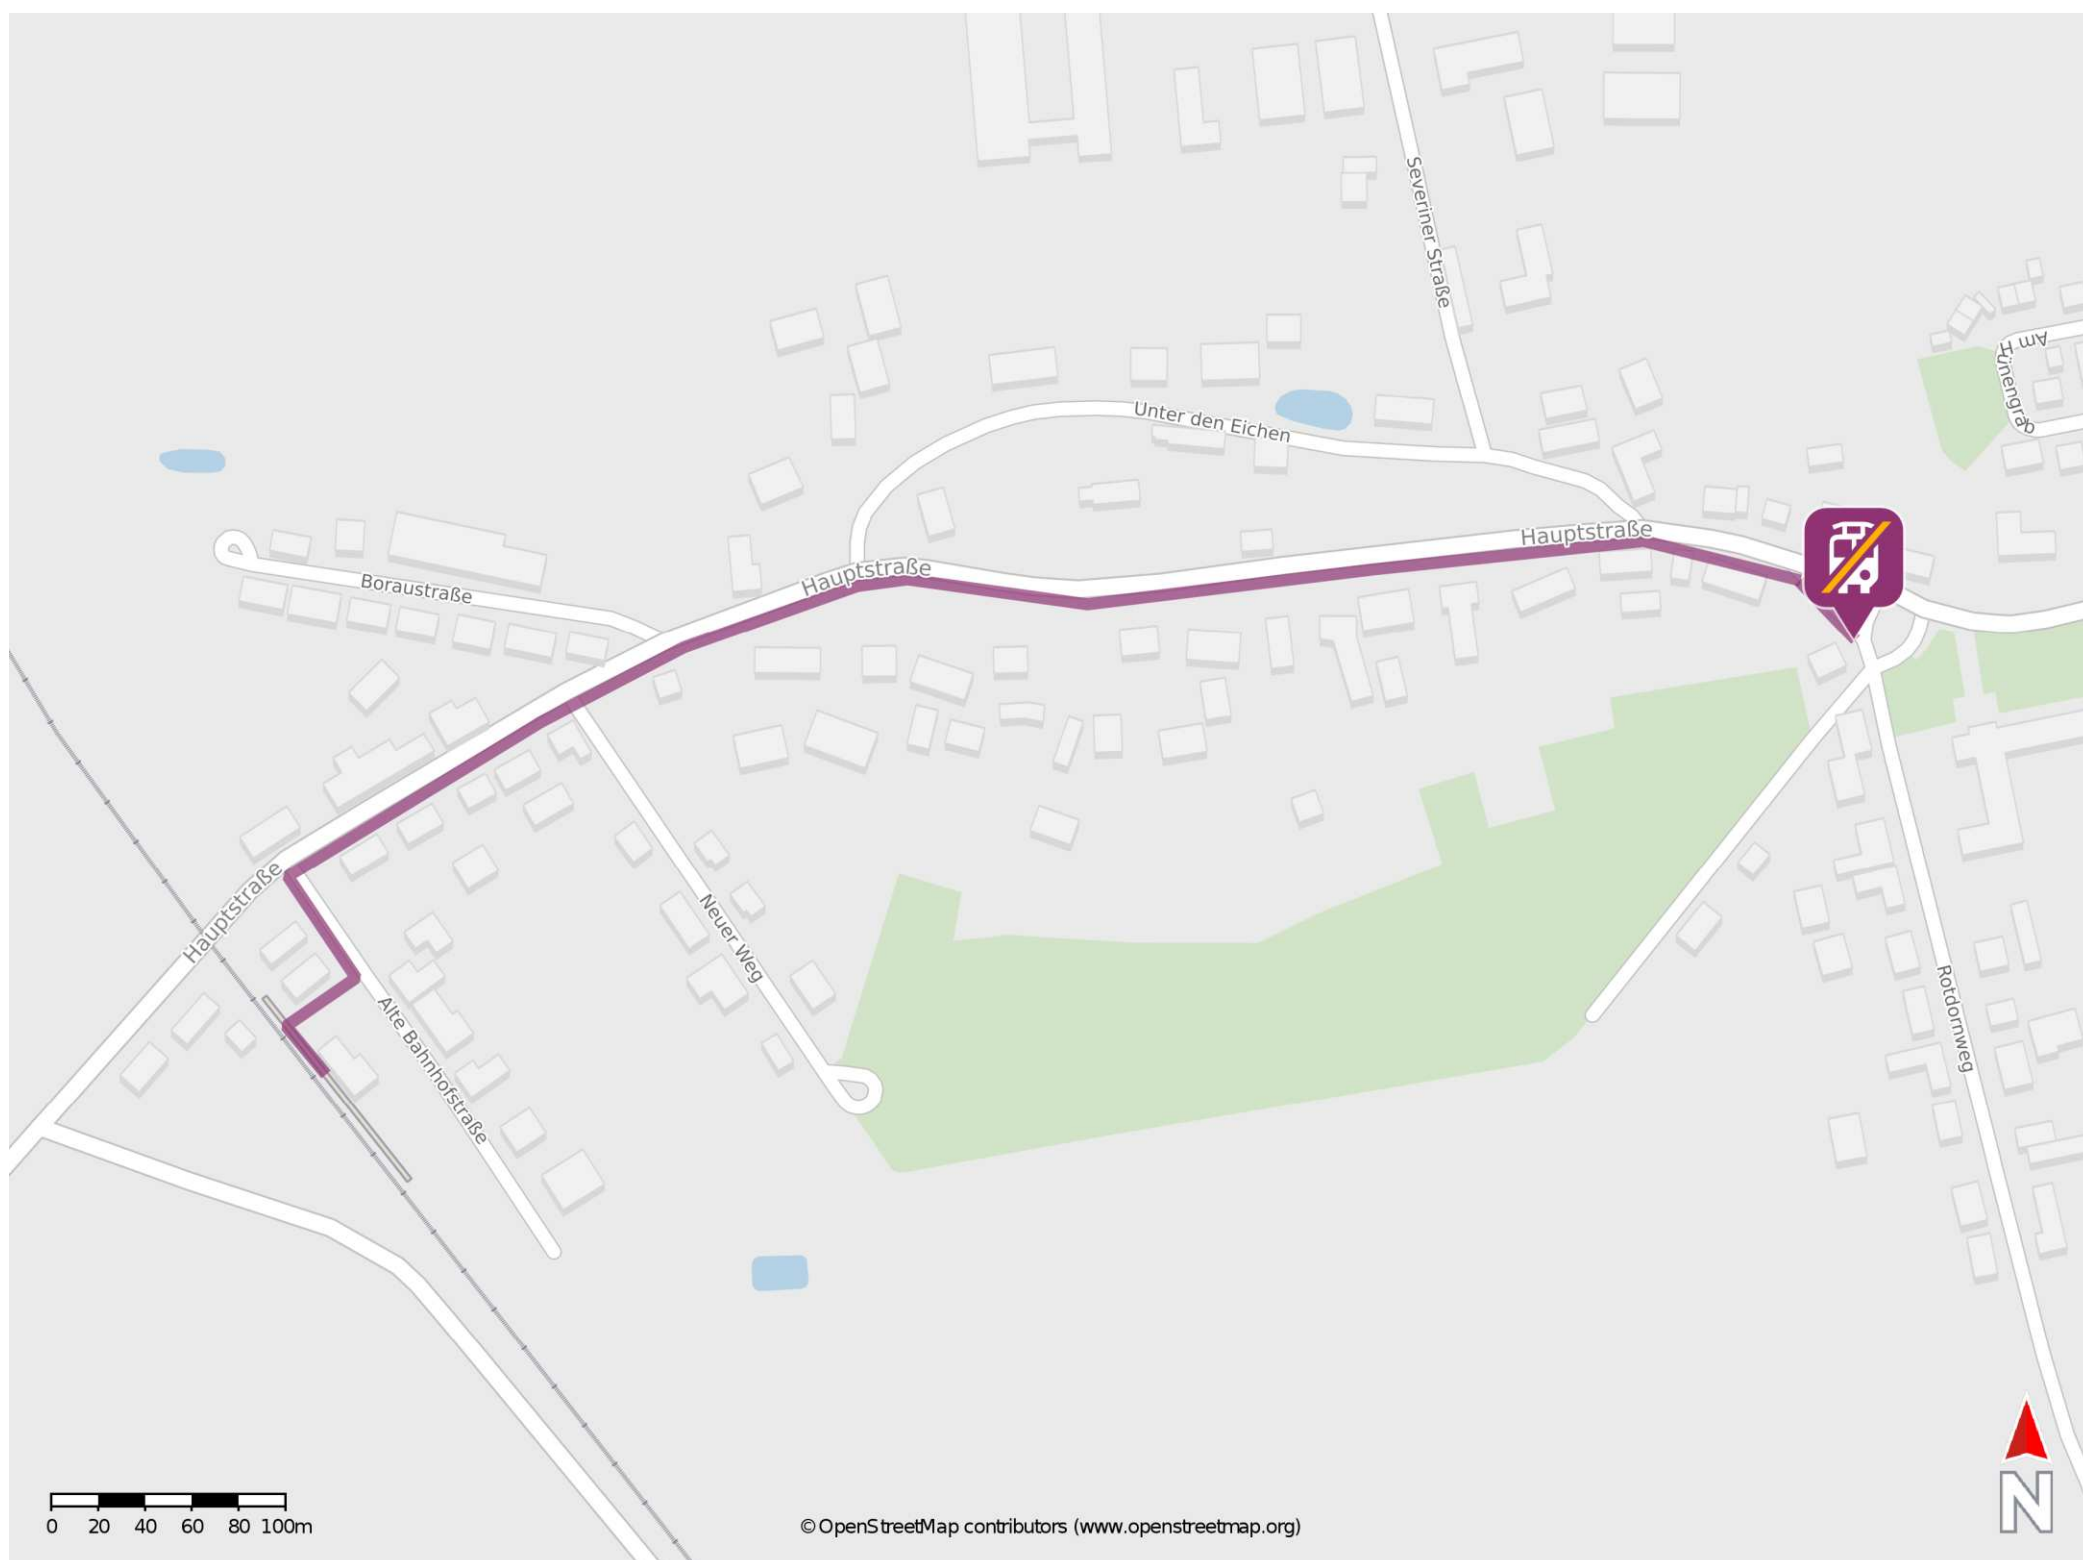 Severiner Straße
Am Hünengrab
Unter den Eichen
Hauptstraße
Hauptstraße
Boraustraße
Hauptstraße
Neuer Weg
Alte Bahnhofstraße
Rotdornweg
N
0 20 40 60 80 100m
© OpenStreetMap contributors (www.openstreetmap.org)